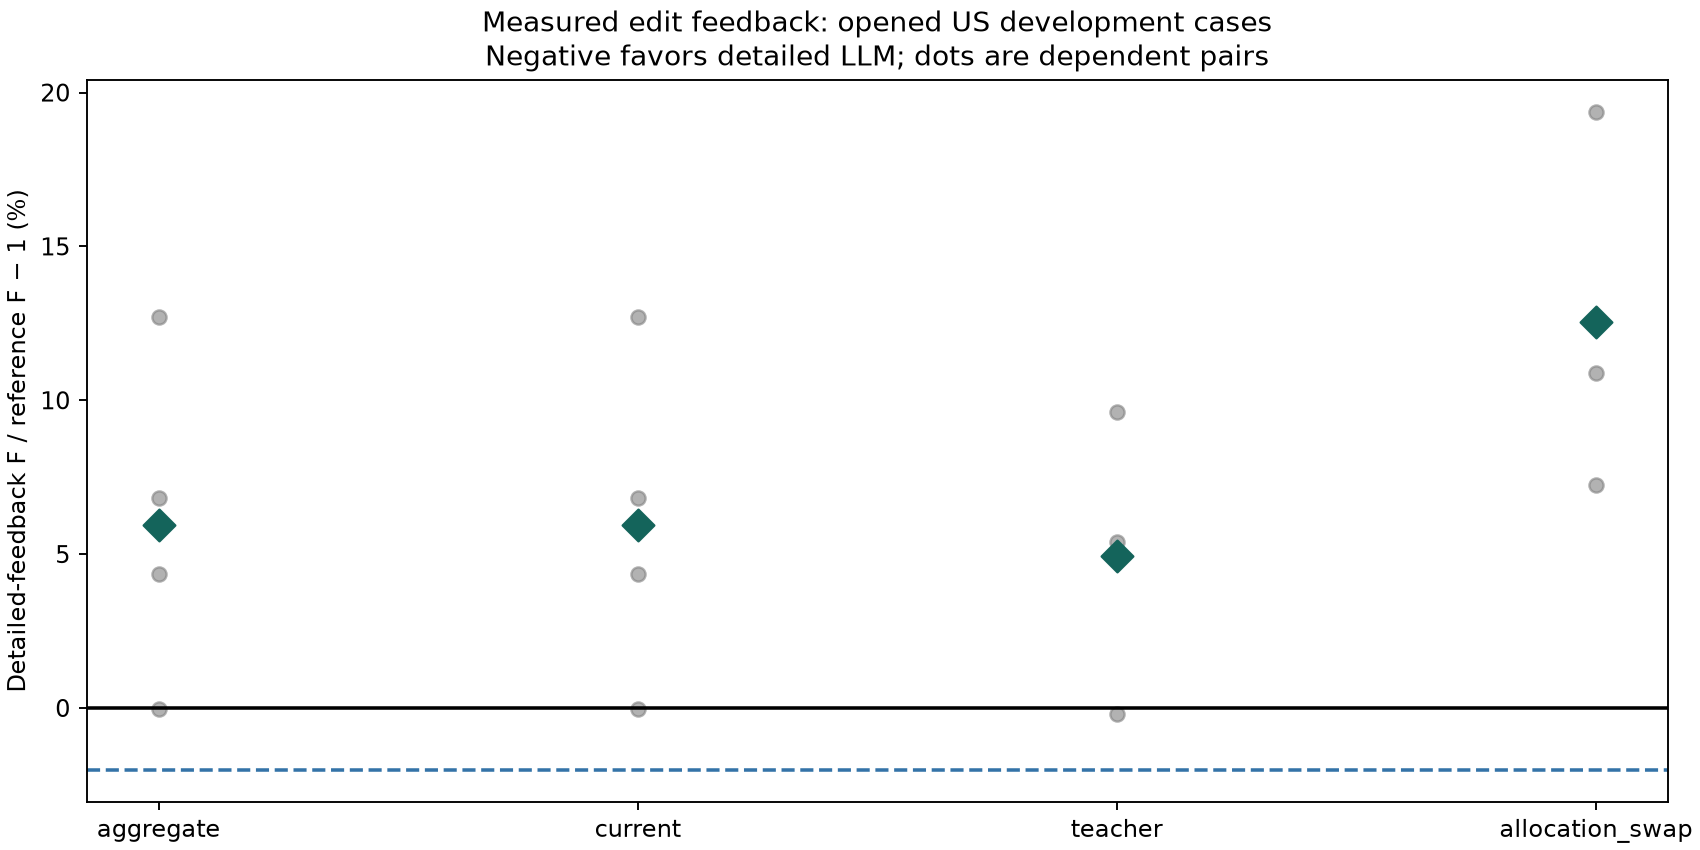 Measured edit feedback: opened US development cases
Negative favors detailed LLM; dots are dependent pairs
Detailed-feedback F / reference F − 1 (%)
20
15
10
5
0
aggregate
current
teacher
allocation_swap